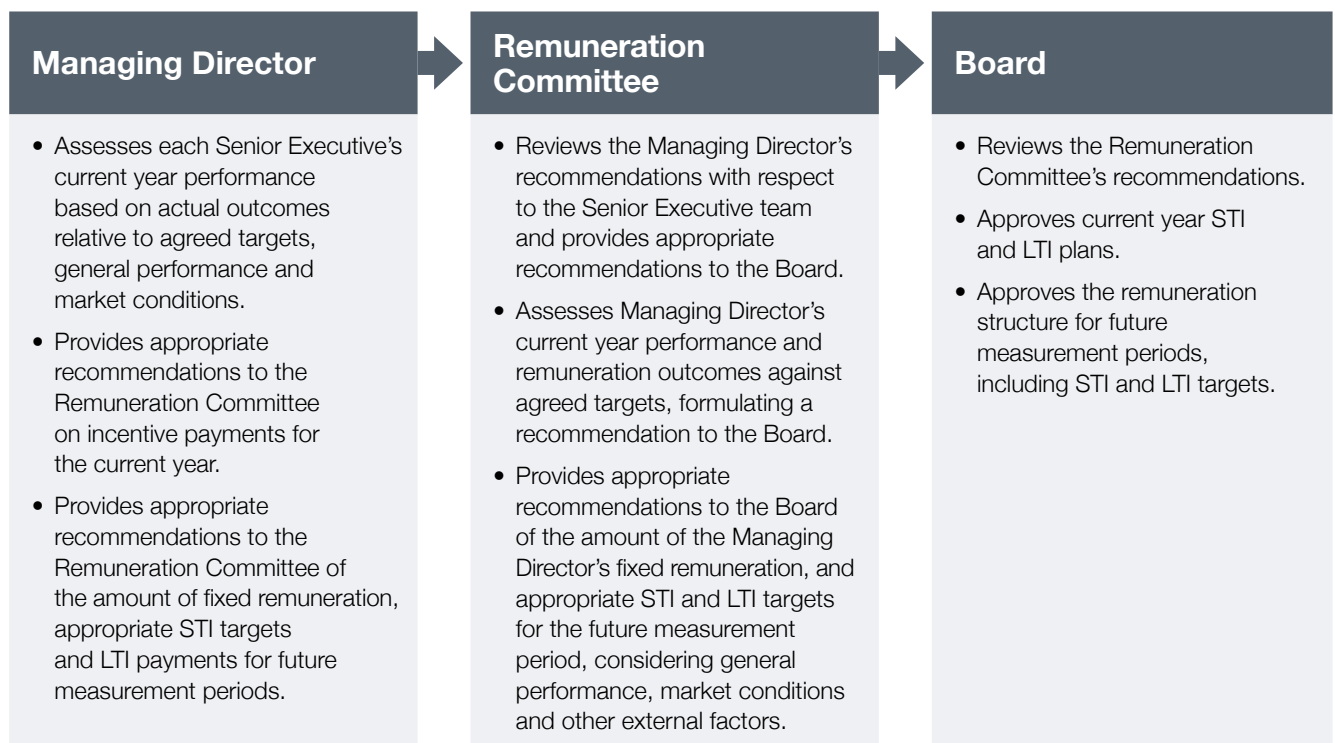 Managing Director
• Assesses each Senior Executive’s
current year performance
based on actual outcomes
relative to agreed targets,
general performance and
market conditions.
• Provides appropriate
recommendations to the
Remuneration Committee
on incentive payments for
the current year.
• Provides appropriate
recommendations to the
Remuneration Committee of
the amount of fixed remuneration,
appropriate STI targets
and LTI payments for future
measurement periods.
Remuneration
Committee
• Reviews the Managing Director’s
recommendations with respect
to the Senior Executive team
and provides appropriate
recommendations to the Board.
• Assesses Managing Director’s
current year performance and
remuneration outcomes against
agreed targets, formulating a
recommendation to the Board.
• Provides appropriate
recommendations to the Board
of the amount of the Managing
Director’s fixed remuneration, and
appropriate STI and LTI targets
for the future measurement
period, considering general
performance, market conditions
and other external factors.
Board
• Reviews the Remuneration
Committee’s recommendations.
• Approves current year STI
and LTI plans.
• Approves the remuneration
structure for future
measurement periods,
including STI and LTI targets.